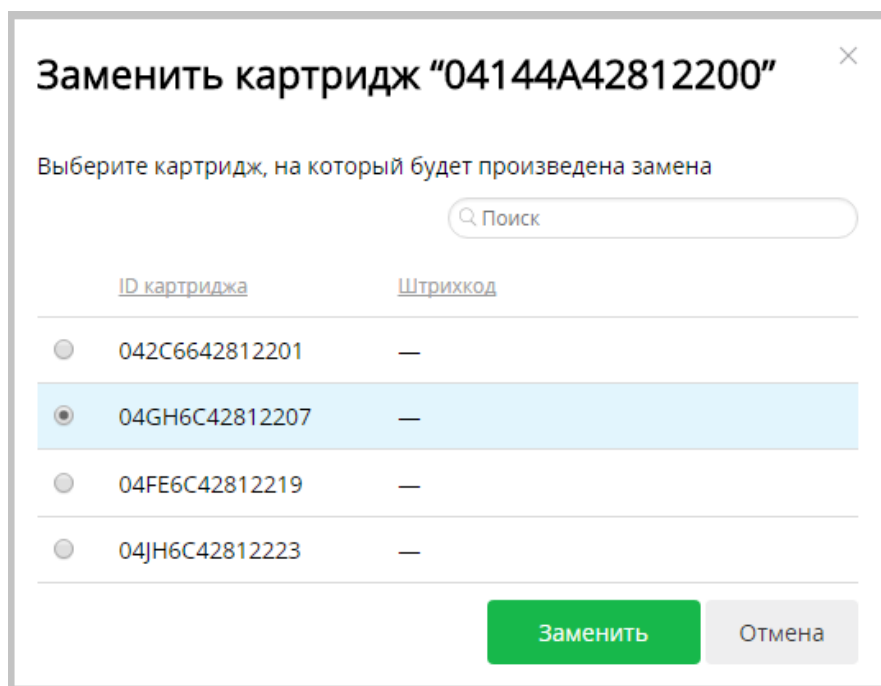 Заменить картридж “04144A42812200”
Выберите картридж, на который будет произведена замена
Поиск
ID картриджа Штрихкод
042C6642812201 —
04GH6C42812207 —
04FE6C42812219 —
04JH6C42812223 —
Заменить Отмена